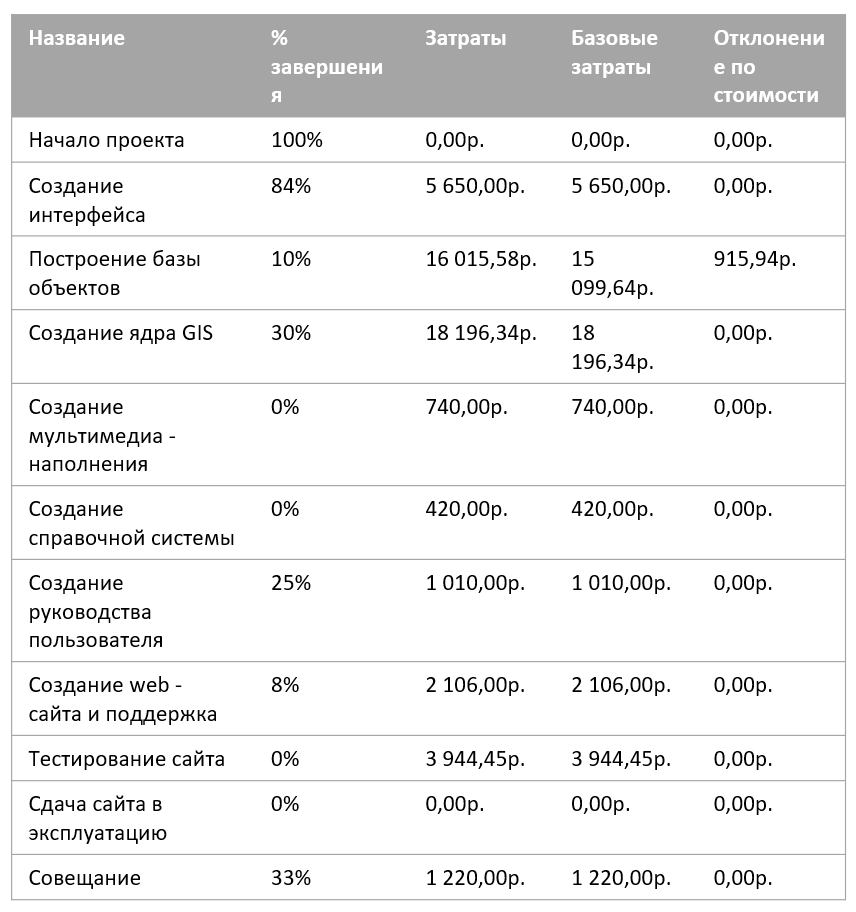 Название % завершени я Затраты Базовые затраты Отклонени е по стоимости
Начало проекта 100% 0,00р. 0,00р. 0,00р.
Создание интерфейса 84% 5 650,00р. 5 650,00р. 0,00р.
Построение базы объектов 10% 16 015,58р. 15 099,64р. 915,94р.
Создание ядра GIS 30% 18 196,34р. 18 196,34р. 0,00р.
Создание мультимедиа - наполнения 0% 740,00р. 740,00р. 0,00р.
Создание справочной системы 0% 420,00р. 420,00р. 0,00р.
Создание руководства пользователя 25% 1 010,00р. 1 010,00р. 0,00р.
Создание web - сайта и поддержка 8% 2 106,00р. 2 106,00р. 0,00р.
Тестирование сайта 0% 3 944,45р. 3 944,45р. 0,00р.
Сдача сайта в эксплуатацию 0% 0,00р. 0,00р. 0,00р.
Совещание 33% 1 220,00р. 1 220,00р. 0,00р.